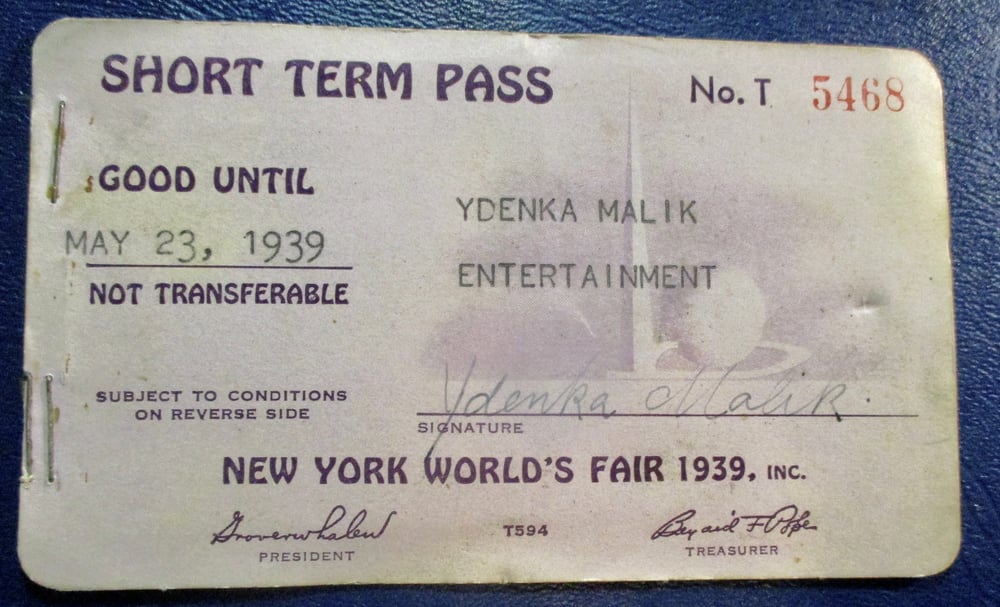 SHORT TERM PASS
No. T 5468
GOOD UNTIL
MAY 23, 1939
NOT TRANSFERABLE
YDENKA MALIK
ENTERTAINMENT
SUBJECT TO CONDITIONS
ON REVERSE SIDE
Ydenka Malik
SIGNATURE
NEW YORK WORLD'S FAIR 1939, INC.
Grover Whalen
PRESIDENT
T594
TREASURER